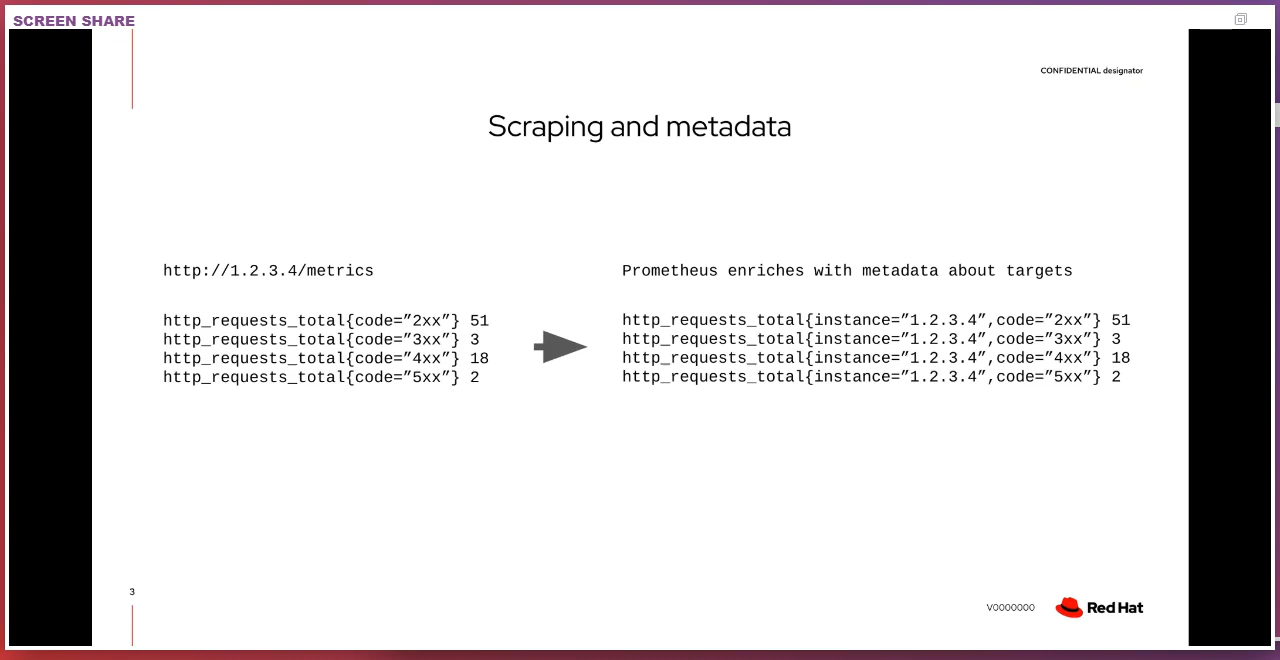 SCREEN SHARE
CONFIDENTIAL designator
Scraping and metadata
http://1.2.3.4/metrics
http_requests_total{code=”2xx”} 51
http_requests_total{code=”3xx”} 3
http_requests_total{code=”4xx”} 18
http_requests_total{code=”5xx”} 2
Prometheus enriches with metadata about targets
http_requests_total{instance=”1.2.3.4”,code=”2xx”} 51
http_requests_total{instance=”1.2.3.4”,code=”3xx”} 3
http_requests_total{instance=”1.2.3.4”,code=”4xx”} 18
http_requests_total{instance=”1.2.3.4”,code=”5xx”} 2
3
V0000000
Red Hat